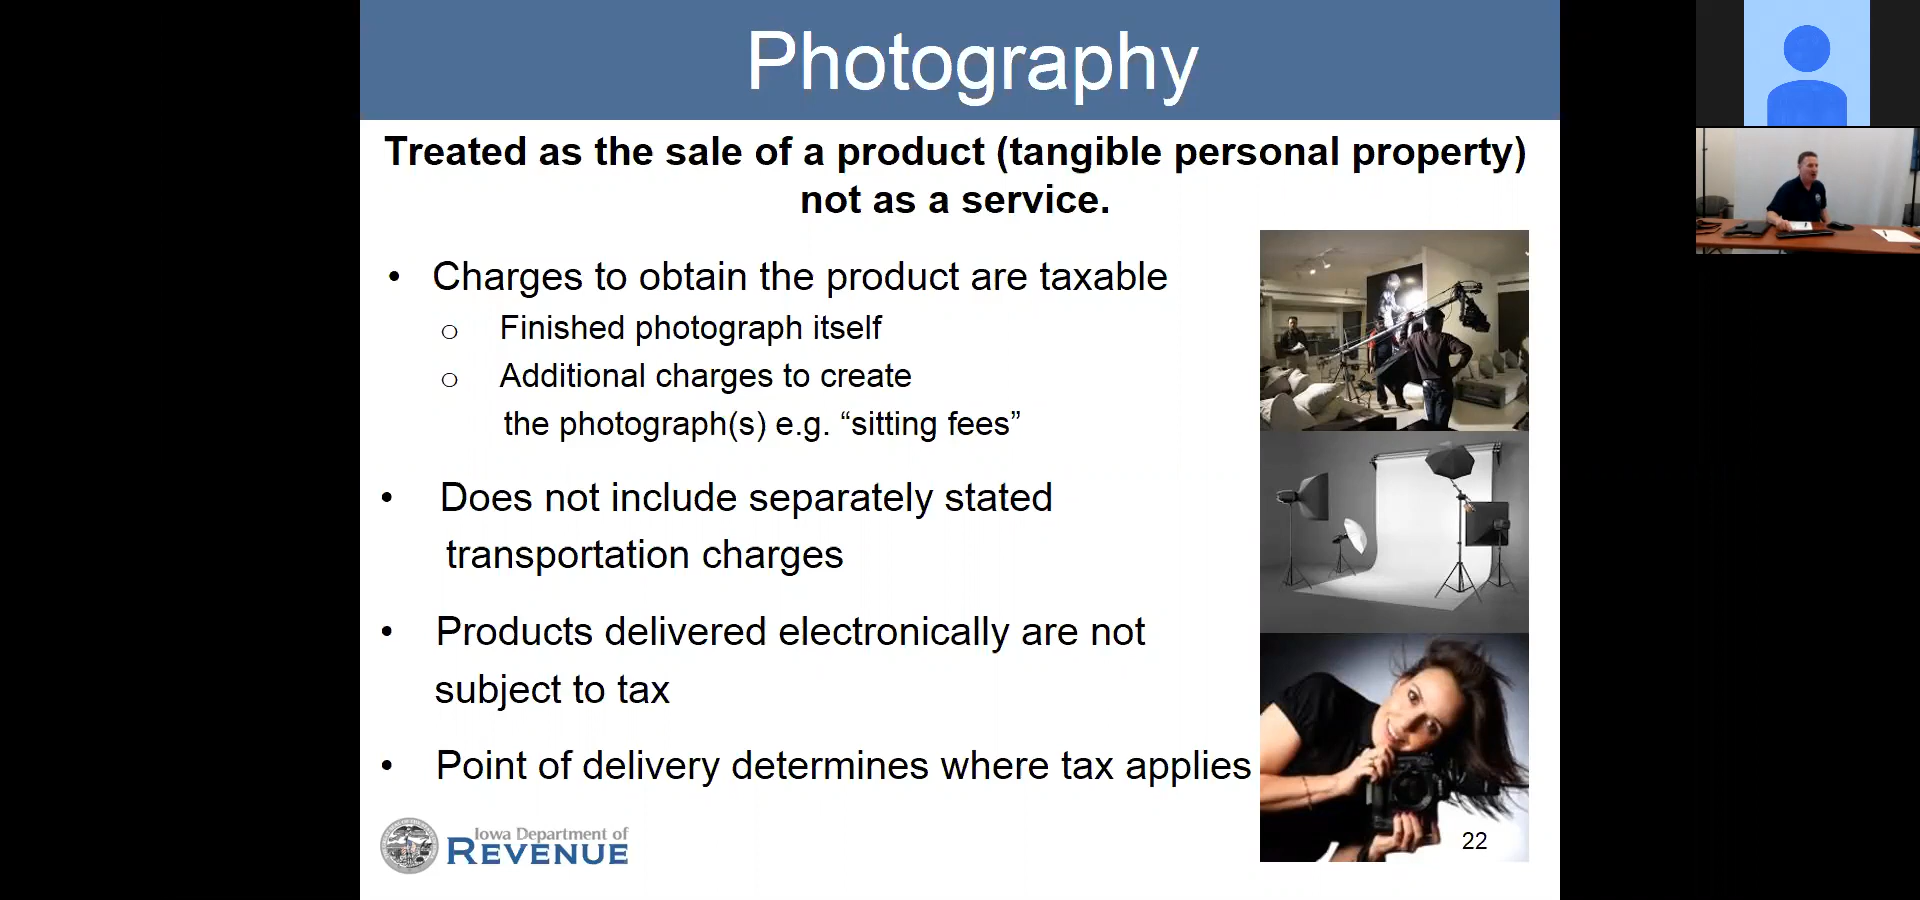 Photography
Treated as the sale of a product (tangible personal property)
not as a service.
• Charges to obtain the product are taxable
o Finished photograph itself
o Additional charges to create
the photograph(s) e.g. “sitting fees”
• Does not include separately stated
transportation charges
• Products delivered electronically are not
subject to tax
• Point of delivery determines where tax applies
Iowa Department of
REVENUE
22